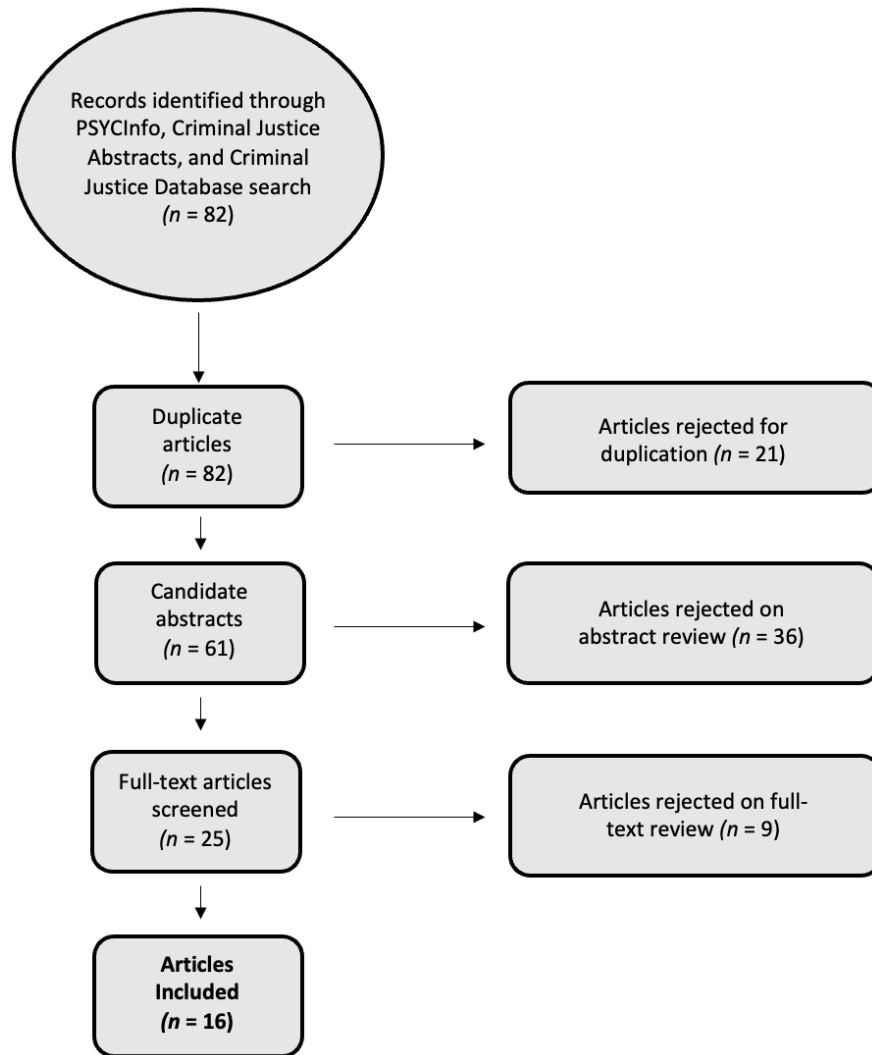 Records identified through
PSYCInfo, Criminal Justice
Abstracts, and Criminal
Justice Database search
(n = 82)
Duplicate
articles
(n = 82)
Articles rejected for
duplication (n = 21)
Candidate
abstracts
(n = 61)
Articles rejected on
abstract review (n = 36)
Full-text articles
screened
(n = 25)
Articles rejected on full-
text review (n = 9)
Articles
Included
(n = 16)